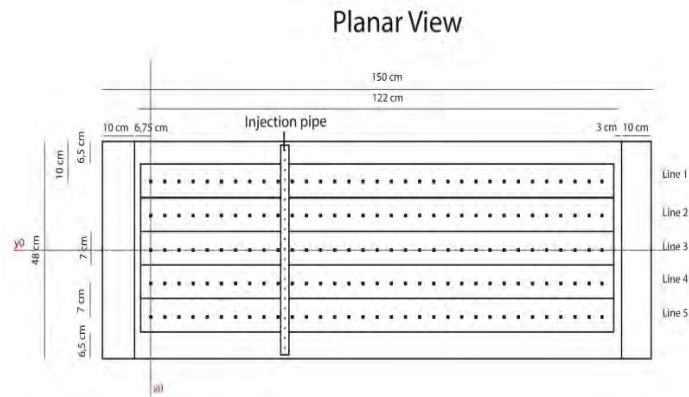 Planar View
150 cm
122 cm
10 cm
6,75 cm
Injection pipe
3 cm
10 cm
6,5 cm
10 cm
Line 1
Line 2
y0
48 cm
7 cm
Line 3
Line 4
7 cm
Line 5
6,5 cm
x0